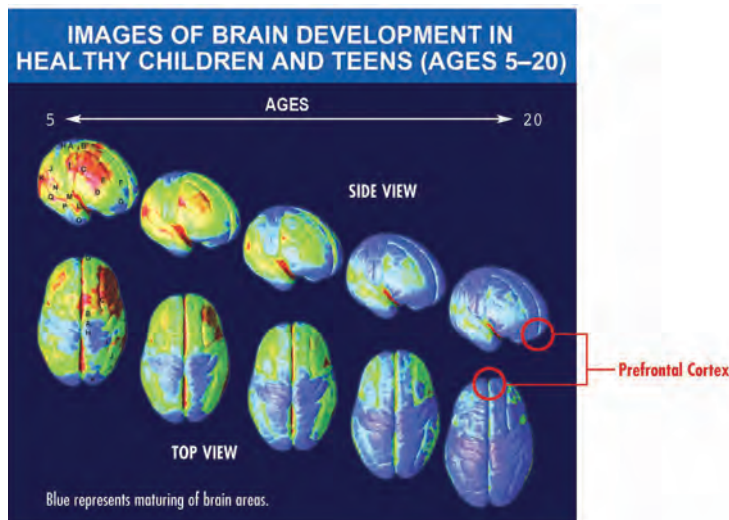 IMAGES OF BRAIN DEVELOPMENT IN
HEALTHY CHILDREN AND TEENS (AGES 5–20)
AGES
5
20
SIDE VIEW
Prefrontal Cortex
TOP VIEW
Blue represents maturing of brain areas.